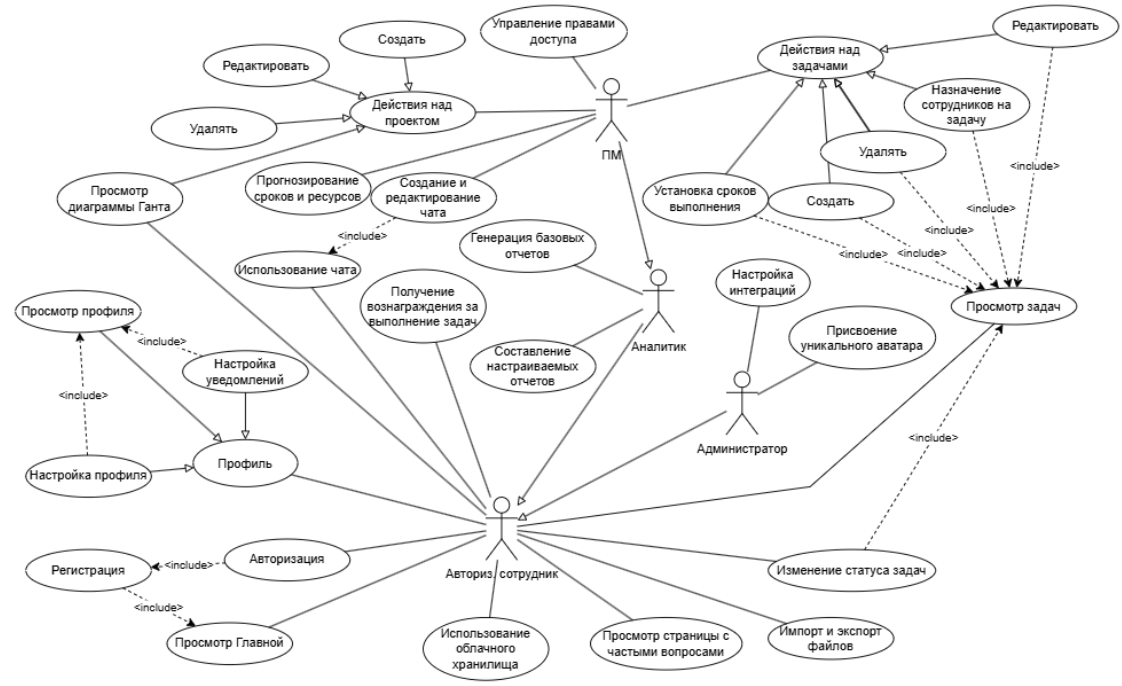 Управление правами
доступа
Создать
Редактировать
Удалять
Действия над
проектом
ПМ
Действия над
задачами
Редактировать
Назначение
сотрудников на
задачу
Удалять
Создать
Установка сроков
выполнения
<include>
<include>
<include>
<include>
<include>
Просмотр задач
Просмотр
диаграммы Ганта
Прогнозирование
сроков и ресурсов
Создание и
редактирование
чата
<include>
Использование чата
Генерация базовых
отчетов
Получение
вознаграждения за
выполнение задач
Составление
настраиваемых
отчетов
Аналитик
Настройка
интеграций
Присвоение
уникального аватара
Администратор
Просмотр профиля
<include>
Настройка
уведомлений
<include>
Настройка профиля
Профиль
<include>
Авториз. сотрудник
Авторизация
<include>
Регистрация
<include>
Просмотр Главной
Использование
облачного
хранилища
Просмотр страницы с
частыми вопросами
Импорт и экспорт
файлов
Изменение статуса задач